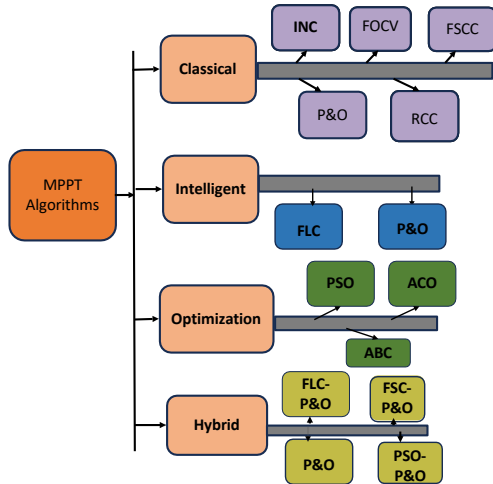 INC
FOCV
FSCC
Classical
P&O
RCC
MPPT
Algorithms
Intelligent
FLC
P&O
PSO
ACO
Optimization
ABC
FLC-
P&O
FSC-
P&O
Hybrid
P&O
PSO-
P&O